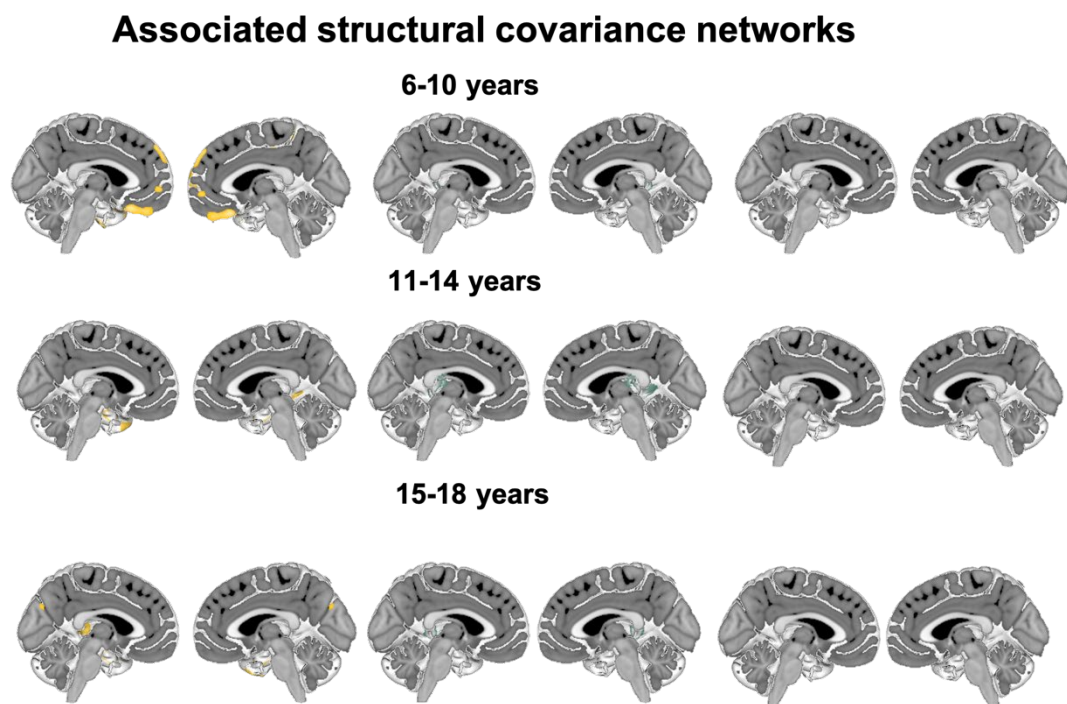 Associated structural covariance networks
6-10 years
11-14 years
15-18 years